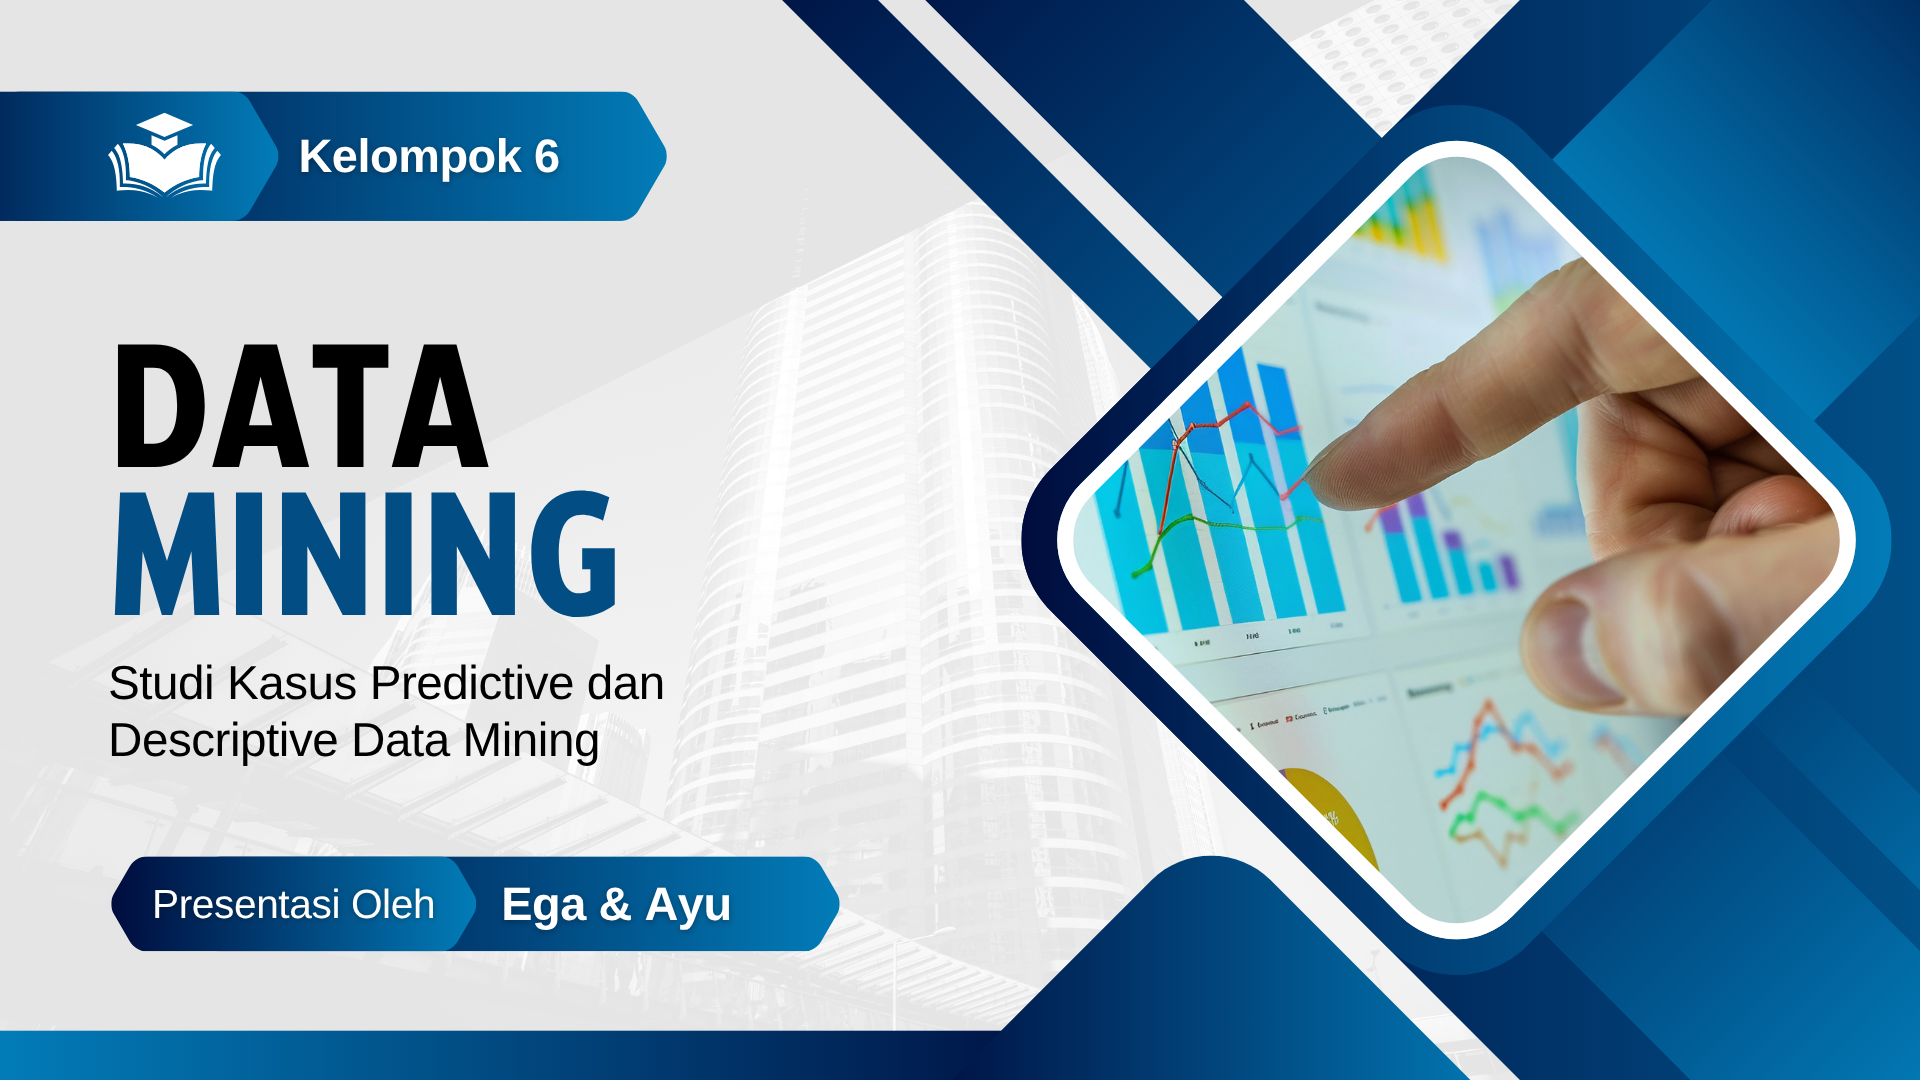 Kelompok 6
DATA
MINING
Studi Kasus Predictive dan
Descriptive Data Mining
Presentasi Oleh
Ega & Ayu